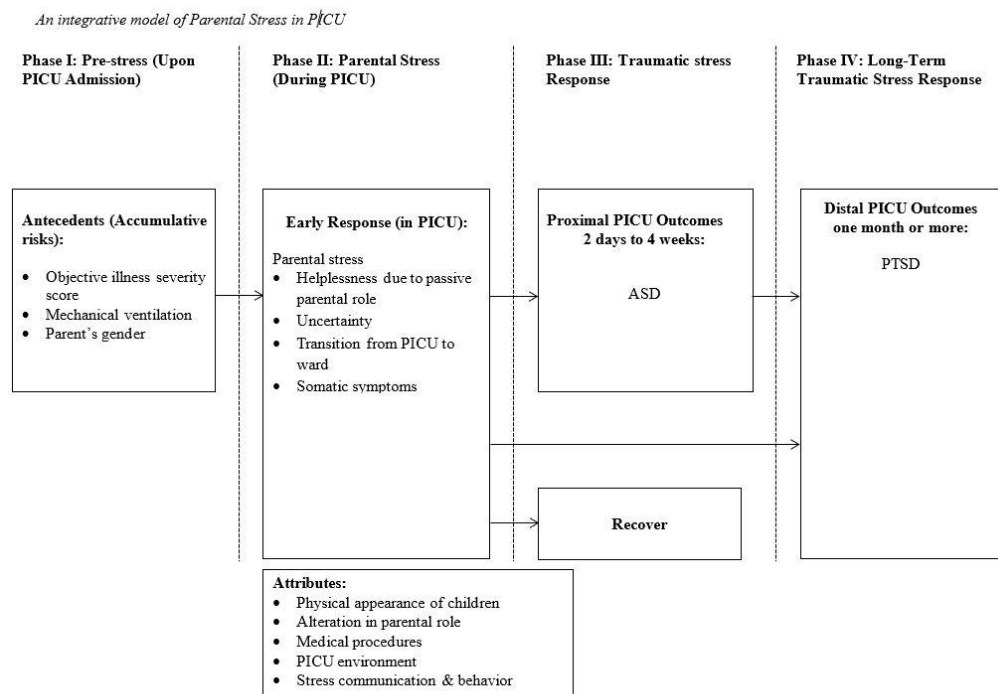 An integrative model of Parental Stress in PICU
Phase I: Pre-stress (Upon
PICU Admission)
Phase II: Parental Stress
(During PICU)
Phase III: Traumatic stress
Response
Phase IV: Long-Term
Traumatic Stress Response
Antecedents (Accumulative
risks):
• Objective illness severity
score
• Mechanical ventilation
• Parent's gender
Early Response (in PICU):
Parental stress
• Helplessness due to passive
parental role
• Uncertainty
• Transition from PICU to
ward
• Somatic symptoms
Proximal PICU Outcomes
2 days to 4 weeks:
ASD
Distal PICU Outcomes
one month or more:
PTSD
Recover
Attributes:
• Physical appearance of children
• Alteration in parental role
• Medical procedures
• PICU environment
• Stress communication & behavior